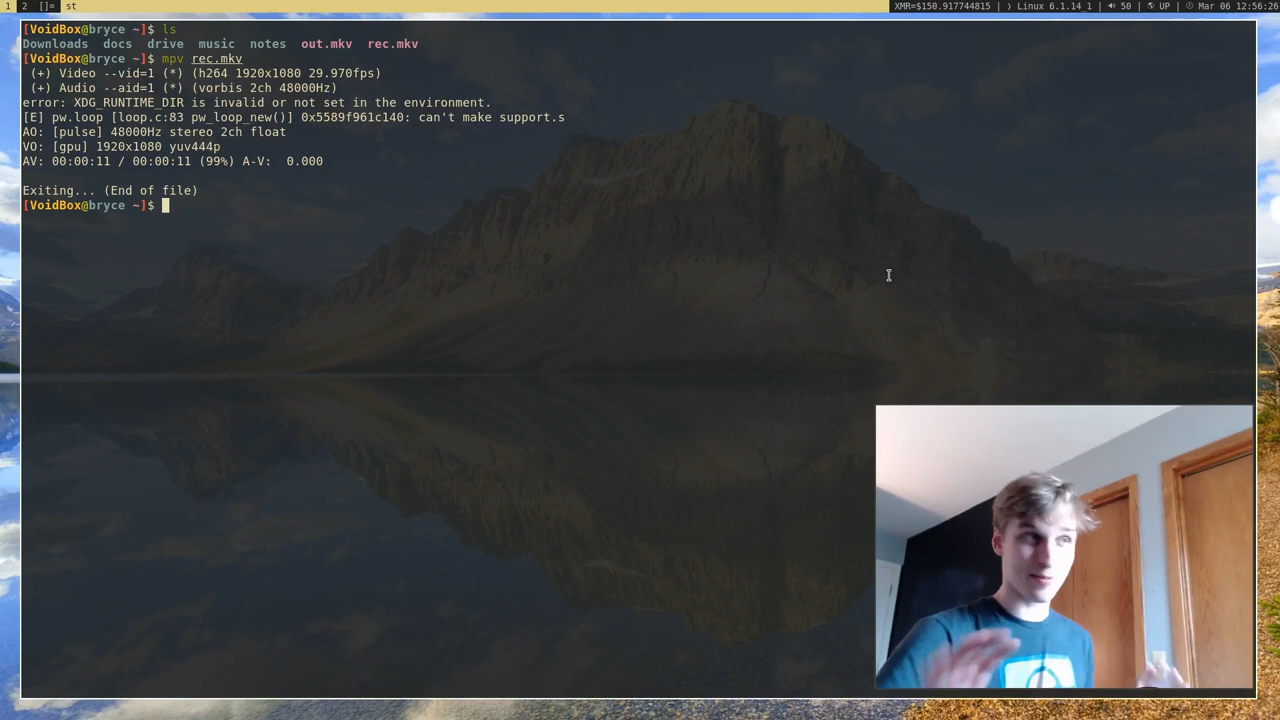 1 2 []= st XMR=$150.917744815 | ❭ Linux 6.1.14_1 | 50 | UP | Mar 06 12:56:26
[VoidBox@bryce ~]$ ls
Downloads docs drive music notes out.mkv rec.mkv
[VoidBox@bryce ~]$ mpv rec.mkv
(+) Video --vid=1 (*) (h264 1920x1080 29.970fps)
(+) Audio --aid=1 (*) (vorbis 2ch 48000Hz)
error: XDG_RUNTIME_DIR is invalid or not set in the environment.
[E] pw.loop [loop.c:83 pw_loop_new()] 0x5589f961c140: can't make support.s
AO: [pulse] 48000Hz stereo 2ch float
VO: [gpu] 1920x1080 yuv444p
AV: 00:00:11 / 00:00:11 (99%) A-V: 0.000
Exiting... (End of file)
[VoidBox@bryce ~]$